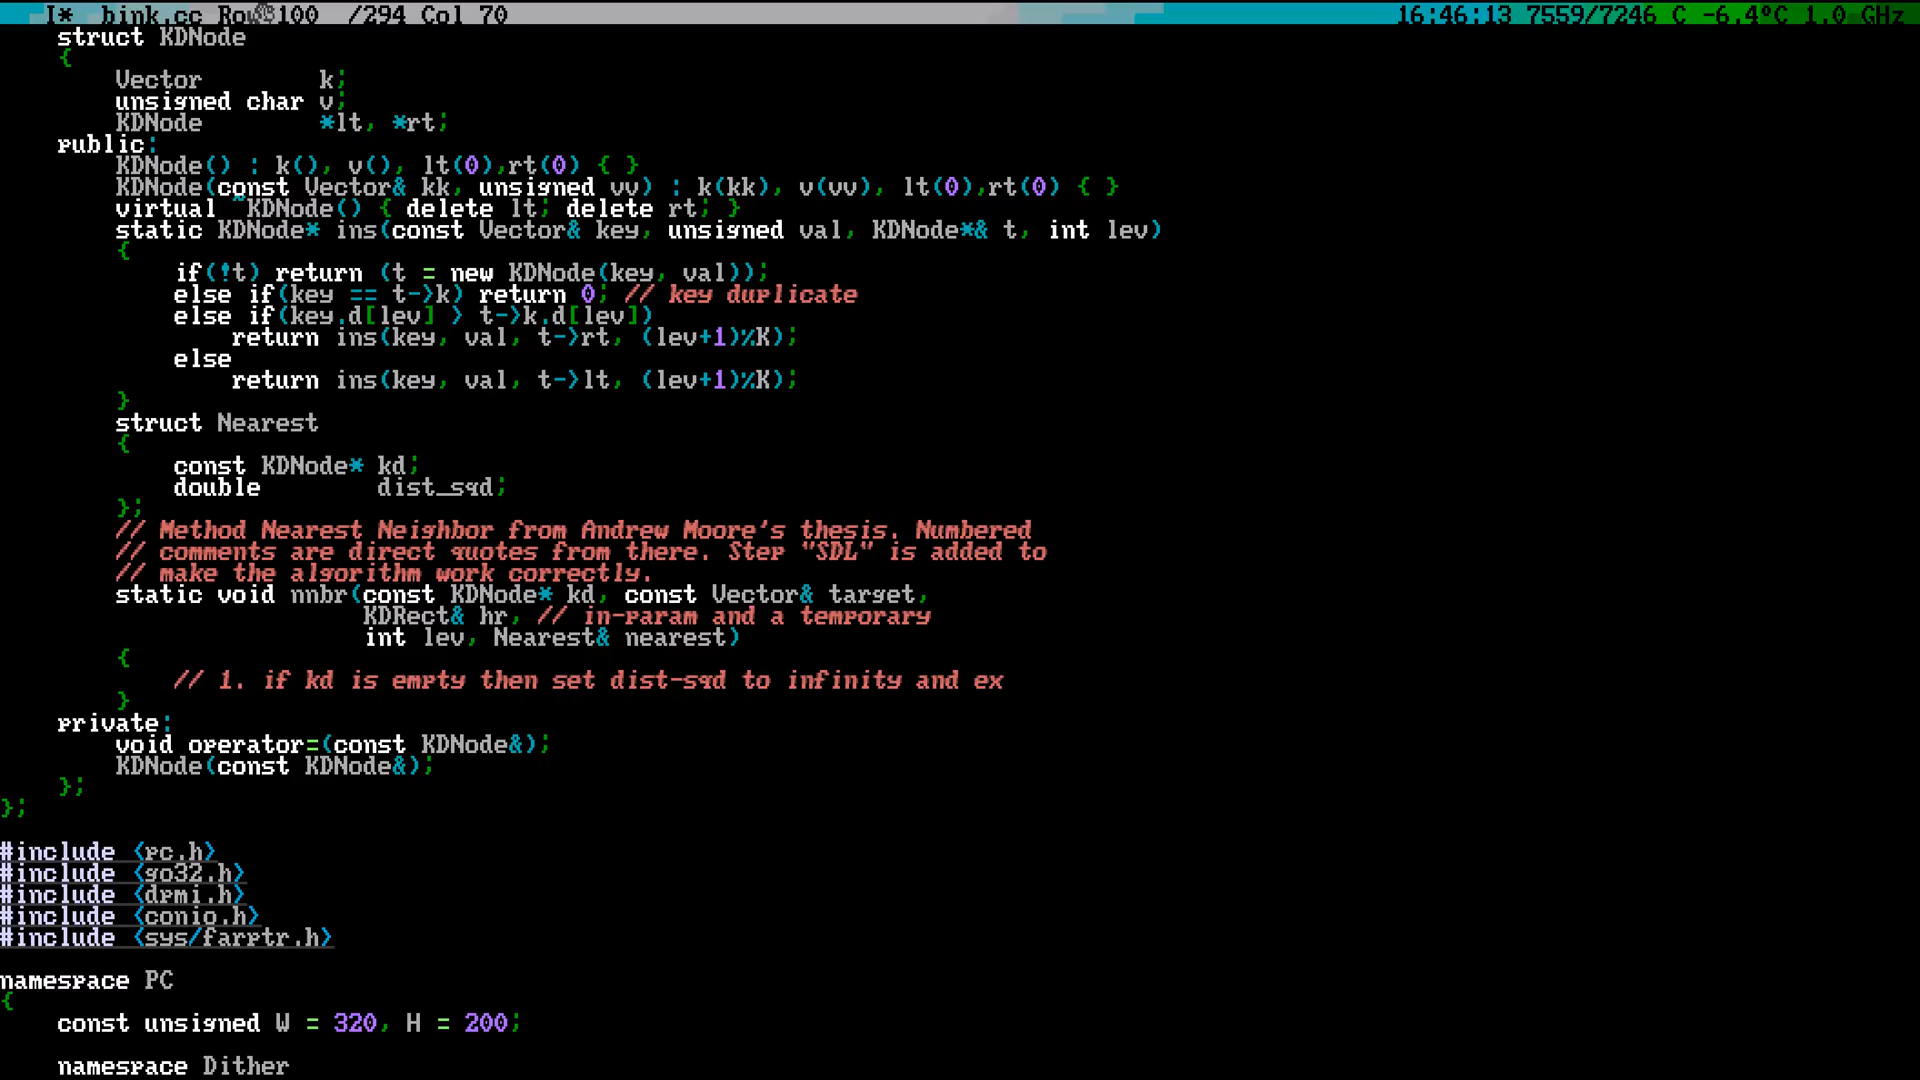 I*  bink.cc Row 100  /294 Col 70 16:46:13 7559/7246 C -6.4°C 1.0 GHz
struct KDNode
{
Vector        k;
unsigned char v;
KDNode        *lt, *rt;
public:
KDNode() : k(), v(), lt(0),rt(0) { }
KDNode(const Vector& kk, unsigned vv) : k(kk), v(vv), lt(0),rt(0) { }
virtual ~KDNode() { delete lt; delete rt; }
static KDNode* ins(const Vector& key, unsigned val, KDNode*& t, int lev)
{
if(!t) return (t = new KDNode(key, val));
else if(key == t->k) return 0; // key duplicate
else if(key.d[lev] > t->k.d[lev])
return ins(key, val, t->rt, (lev+1)%K);
else
return ins(key, val, t->lt, (lev+1)%K);
}
struct Nearest
{
const KDNode* kd;
double        dist_sqd;
};
// Method Nearest Neighbor from Andrew Moore's thesis. Numbered
// comments are direct quotes from there. Step "SDL" is added to
// make the algorithm work correctly.
static void nnbr(const KDNode* kd, const Vector& target,
KDRect& hr, // in-param and a temporary
int lev, Nearest& nearest)
{
// 1. if kd is empty then set dist-sqd to infinity and ex
}
private:
void operator=(const KDNode&);
KDNode(const KDNode&);
};
};
#include <pc.h>
#include <go32.h>
#include <dpmi.h>
#include <conio.h>
#include <sys/farptr.h>
namespace PC
{
const unsigned W = 320, H = 200;
namespace Dither